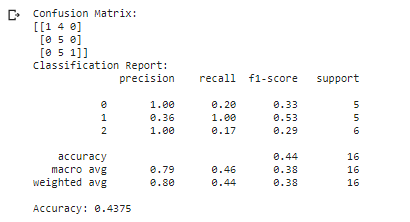 Confusion Matrix:
[[1 4 0]
[0 5 0]
[0 5 1]]
Classification Report:
precision recall f1-score support
0 1.00 0.20 0.33 5
1 0.36 1.00 0.53 5
2 1.00 0.17 0.29 6
accuracy 0.44 16
macro avg 0.79 0.46 0.38 16
weighted avg 0.80 0.44 0.38 16
Accuracy: 0.4375